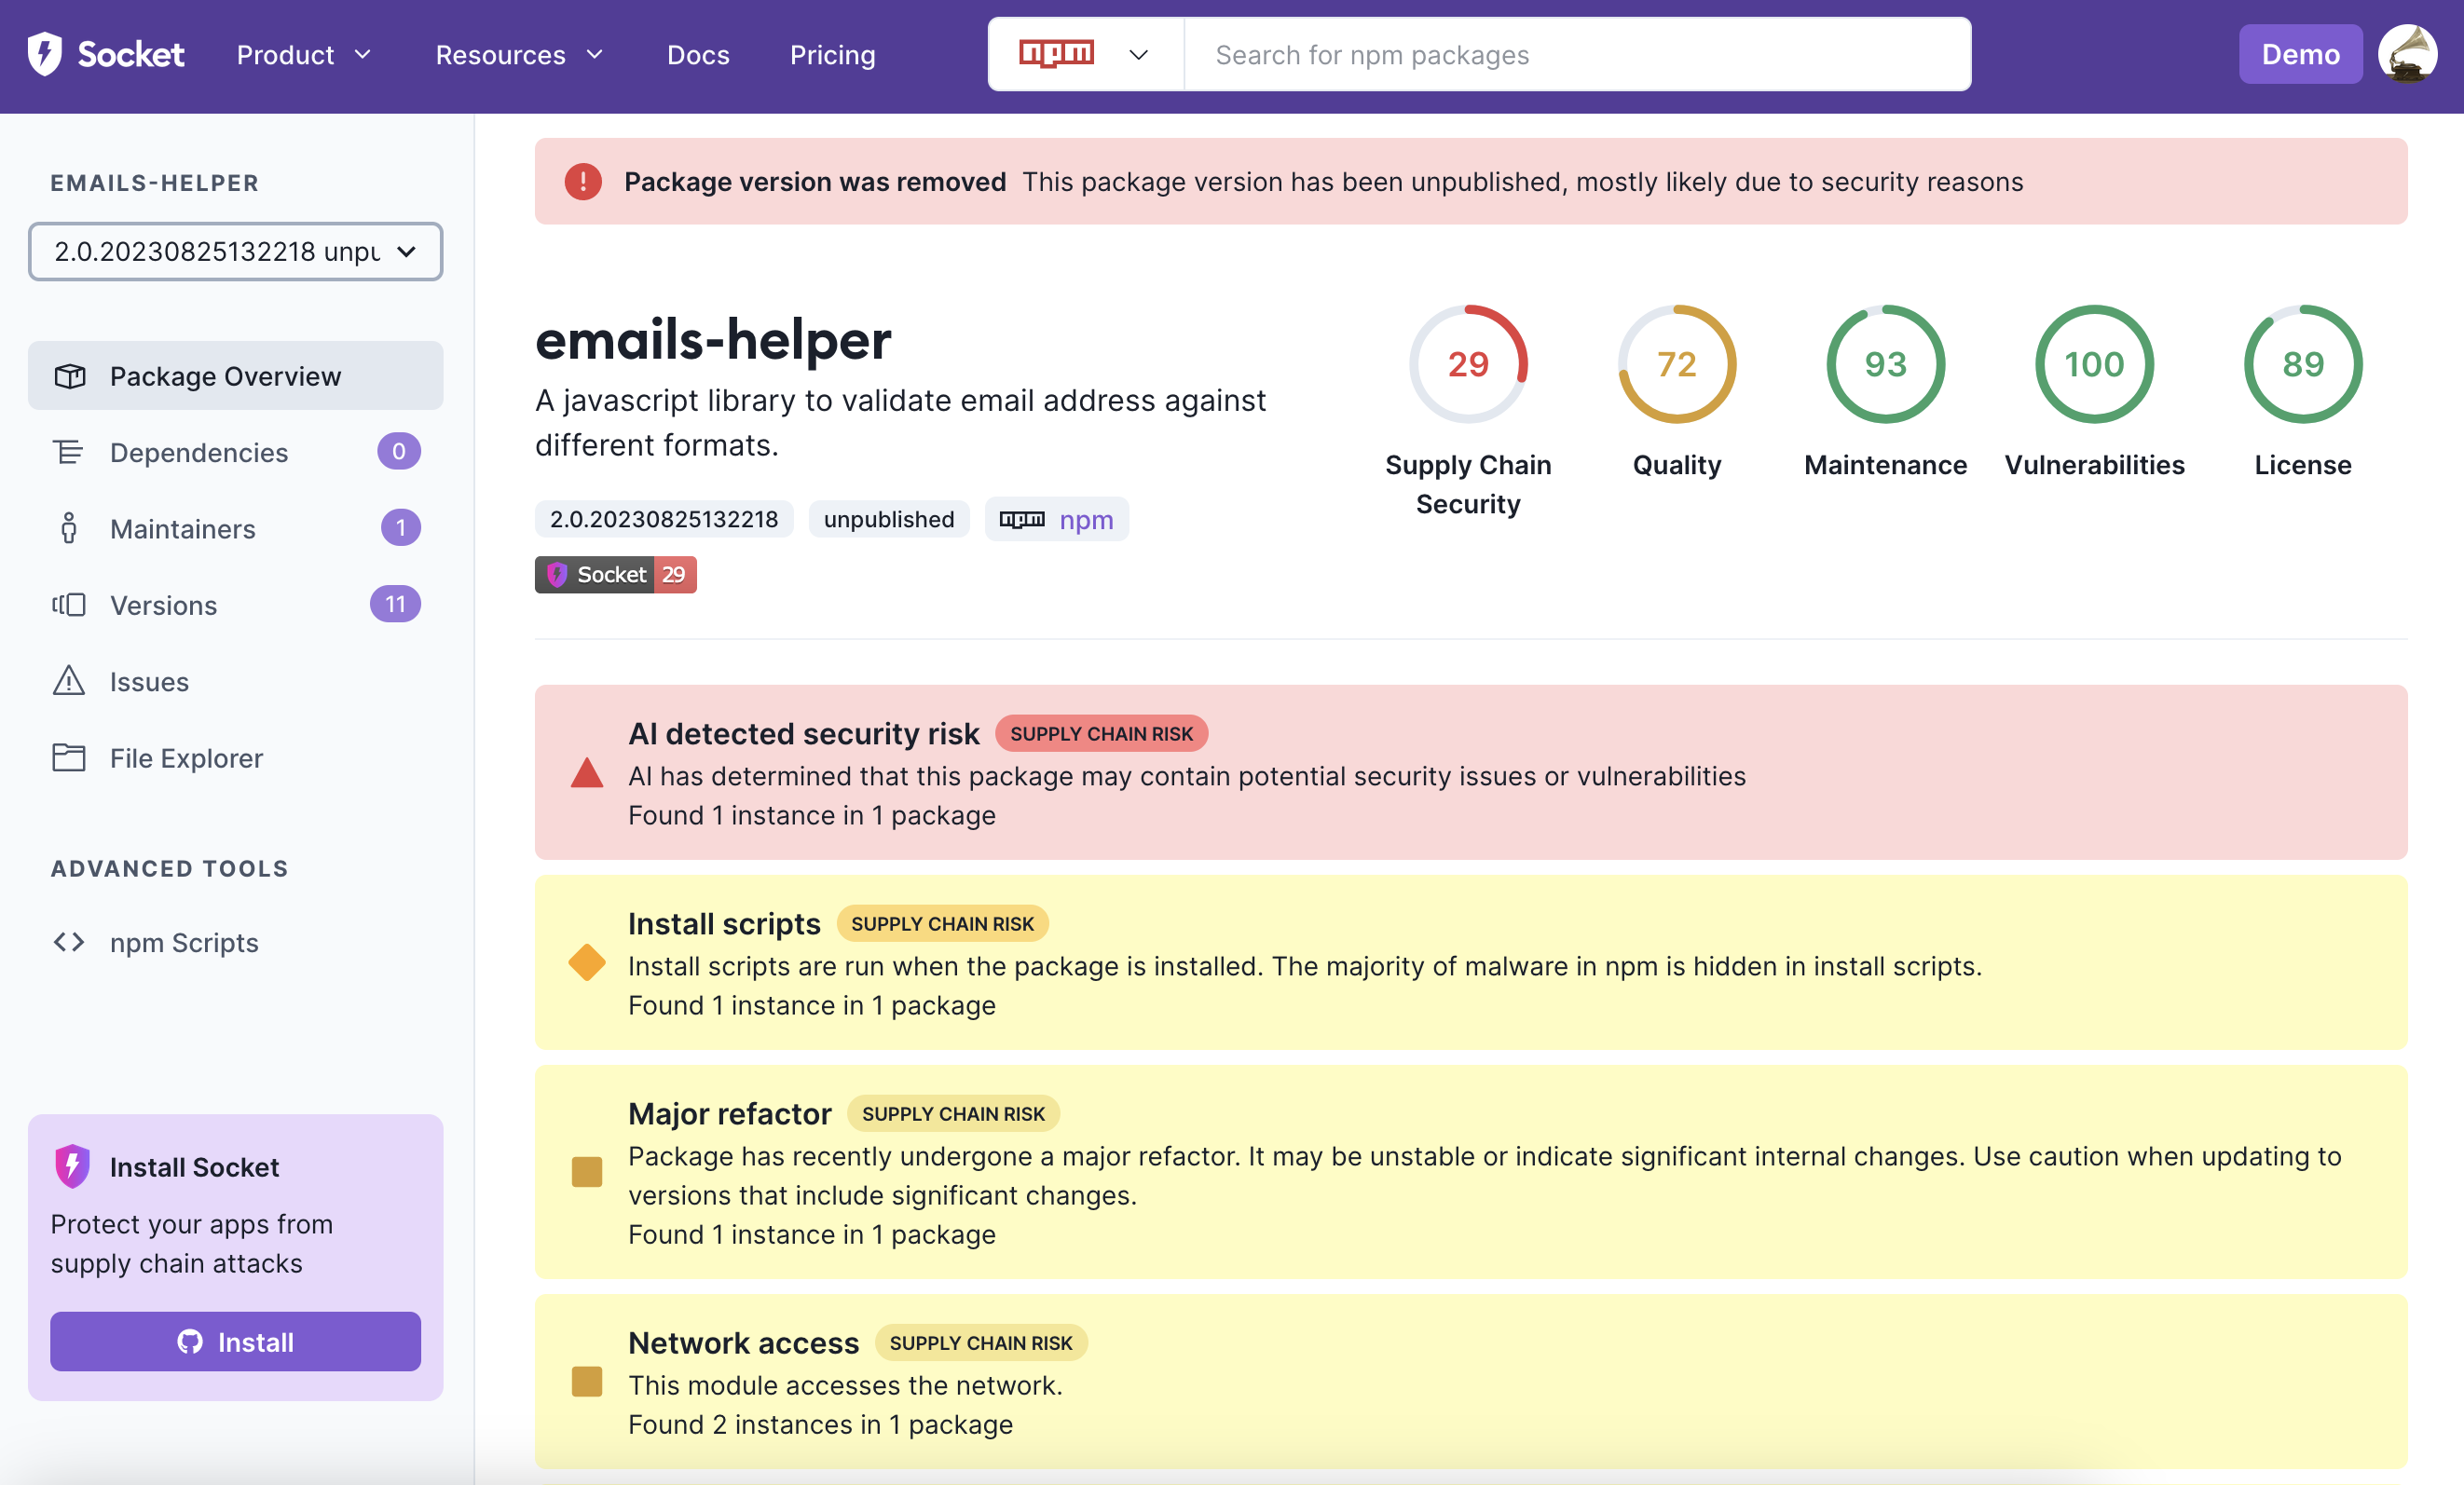 Socket Product Resources Docs Pricing npm Search for npm packages Demo
EMAILS-HELPER
2.0.20230825132218 unpu
Package Overview
Dependencies 0
Maintainers 1
Versions 11
Issues
File Explorer
ADVANCED TOOLS
npm Scripts
Install Socket
Protect your apps from
supply chain attacks
Install
Package version was removed This package version has been unpublished, mostly likely due to security reasons
emails-helper
A javascript library to validate email address against
different formats.
2.0.20230825132218 unpublished npm npm
Socket 29
29 72 93 100 89
Supply Chain Security Quality Maintenance Vulnerabilities License
AI detected security risk SUPPLY CHAIN RISK
AI has determined that this package may contain potential security issues or vulnerabilities
Found 1 instance in 1 package
Install scripts SUPPLY CHAIN RISK
Install scripts are run when the package is installed. The majority of malware in npm is hidden in install scripts.
Found 1 instance in 1 package
Major refactor SUPPLY CHAIN RISK
Package has recently undergone a major refactor. It may be unstable or indicate significant internal changes. Use caution when updating to
versions that include significant changes.
Found 1 instance in 1 package
Network access SUPPLY CHAIN RISK
This module accesses the network.
Found 2 instances in 1 package